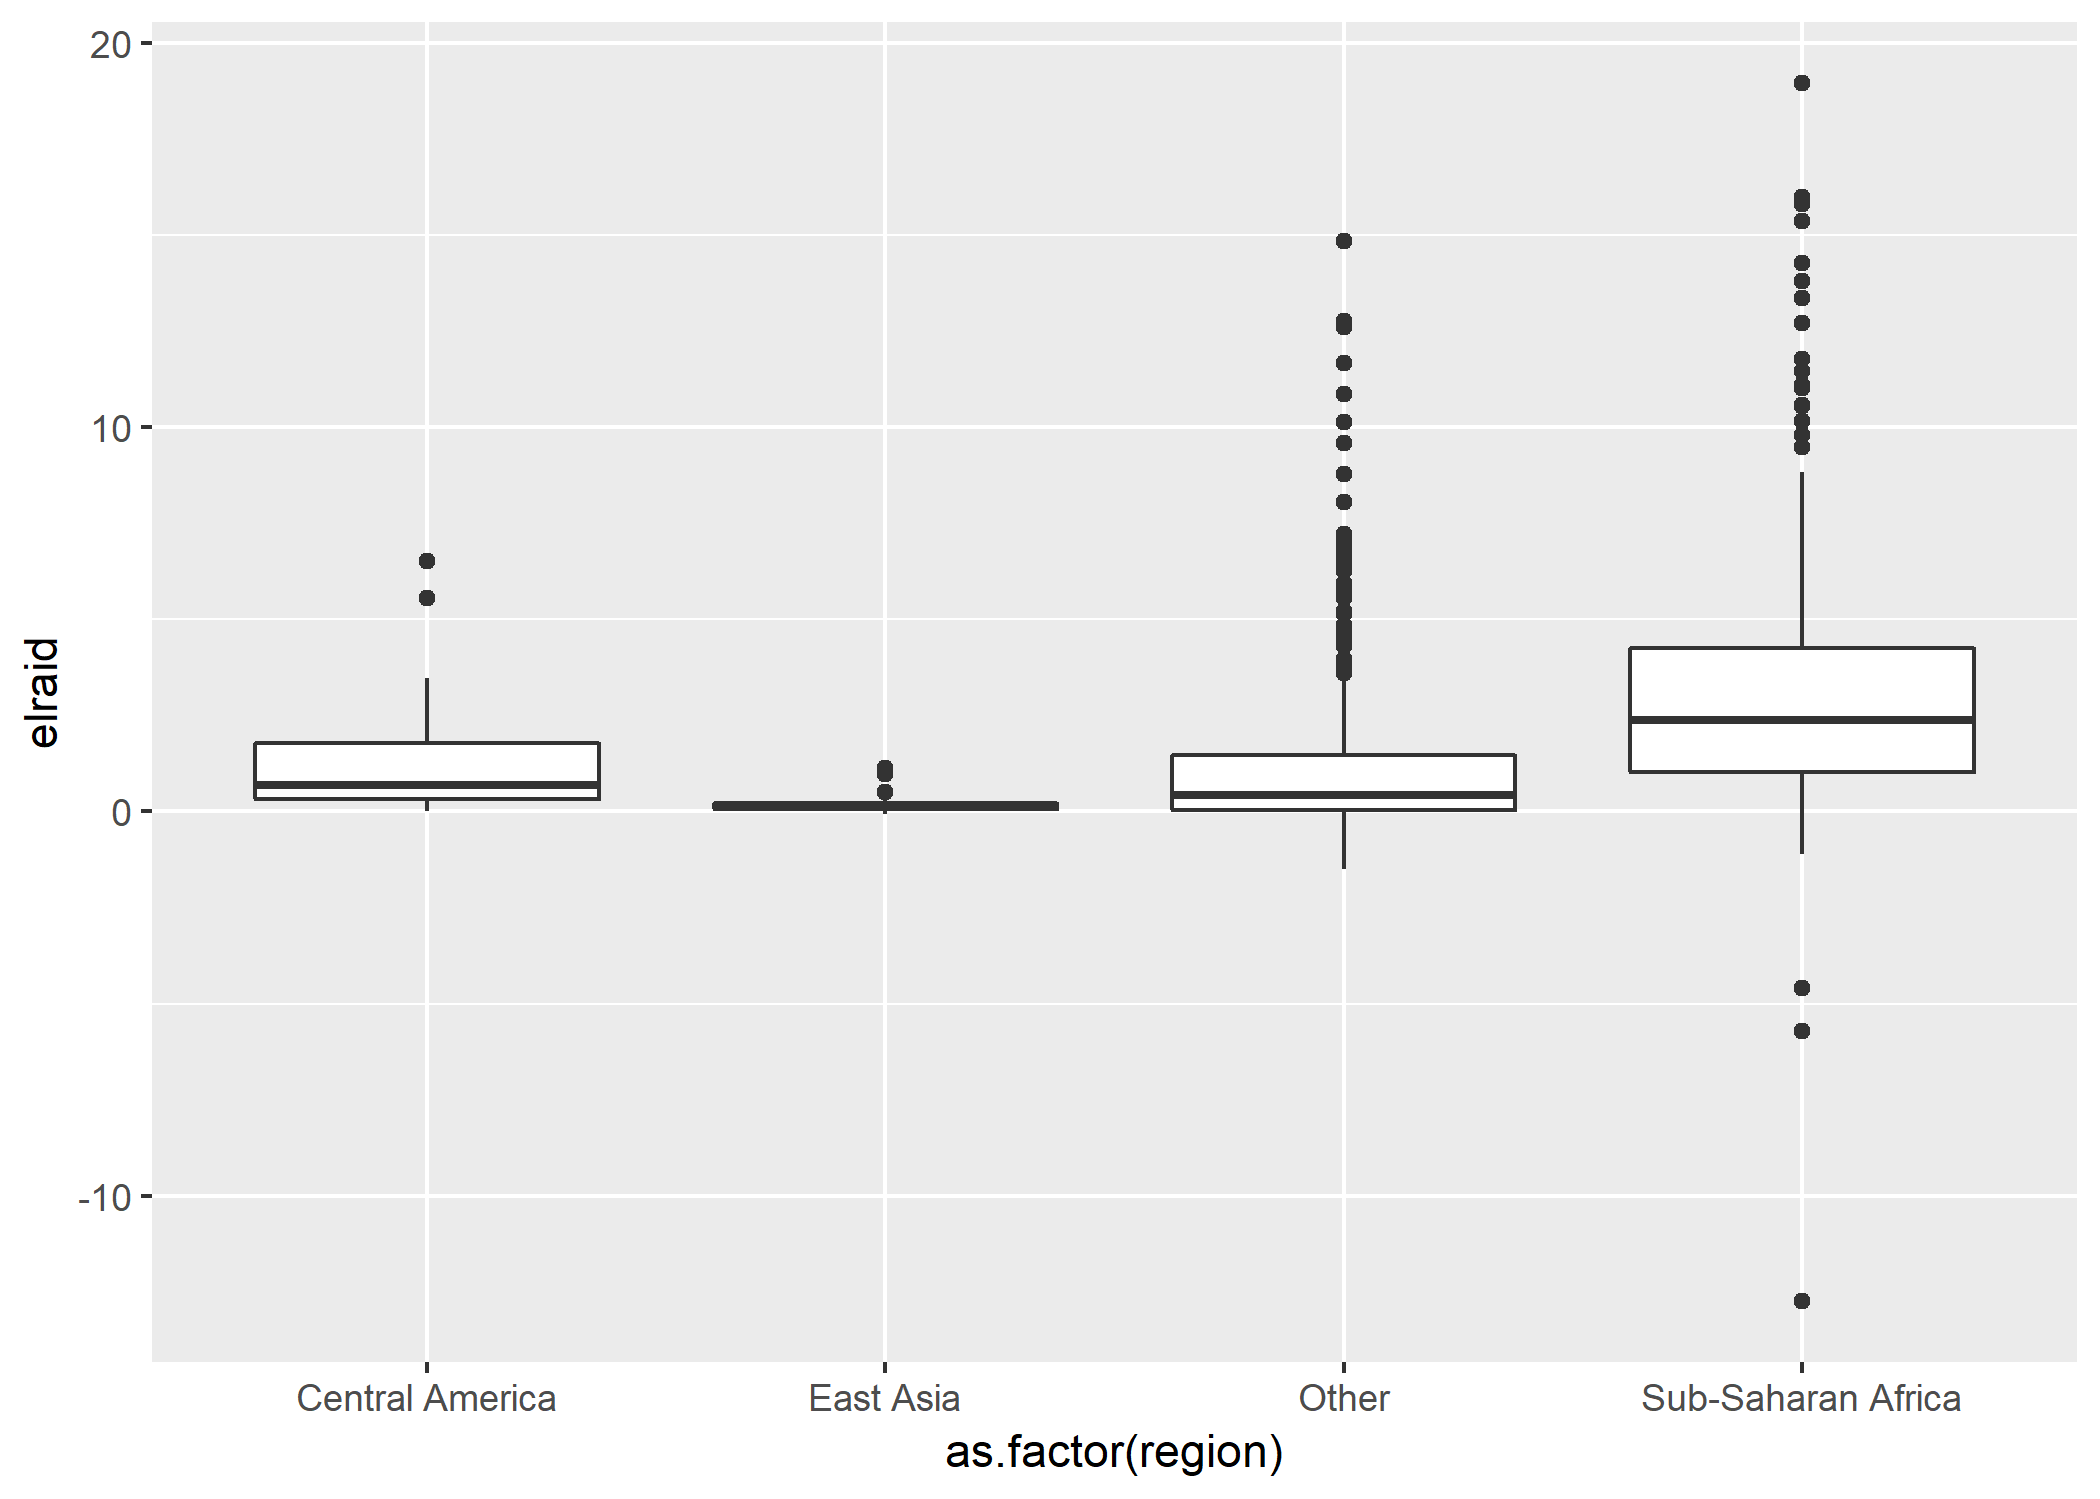 20
10
0
-10
elraid
Central America
East Asia
Other
Sub-Saharan Africa
as.factor(region)